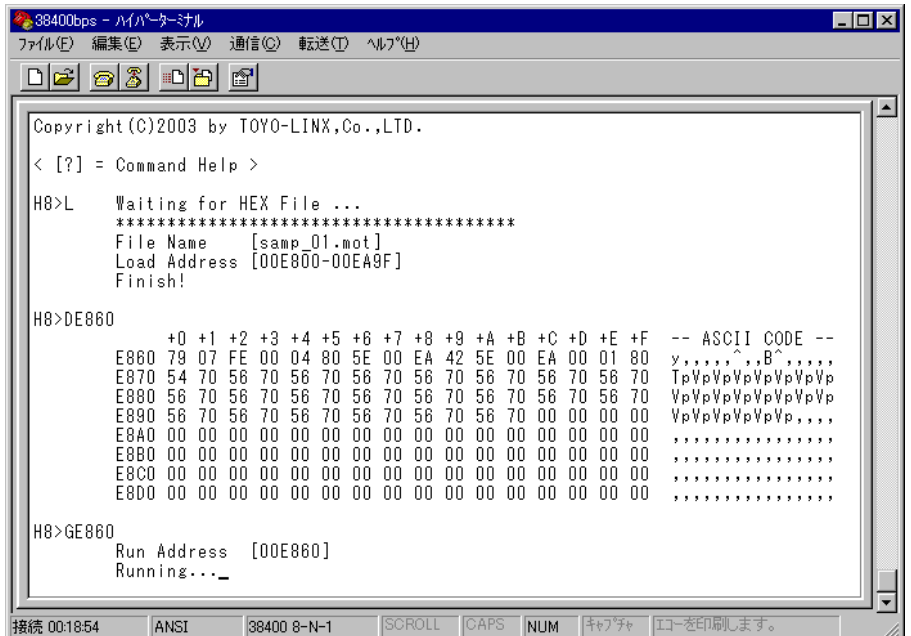 38400bps - ﾊｲﾊﾟｰﾀｰﾐﾅﾙ
ﾌｧｲﾙ(F) 編集(E) 表示(V) 通信(C) 転送(T) ﾍﾙﾌﾟ(H)
Copyright(C)2003 by TOYO-LINX,Co.,LTD.
< [?] = Command Help >
H8>L Waiting for HEX File ...
***************************************
File Name [samp_01.mot]
Load Address [00E800-00EA9F]
Finish!
H8>DE860
+0 +1 +2 +3 +4 +5 +6 +7 +8 +9 +A +B +C +D +E +F -- ASCII CODE --
E860 79 07 FE 00 04 80 5E 00 EA 42 5E 00 EA 00 01 80 y,,,,,^,,B^,,,,,
E870 54 70 56 70 56 70 56 70 56 70 56 70 56 70 56 70 TpVpVpVpVpVpVpVp
E880 56 70 56 70 56 70 56 70 56 70 56 70 56 70 56 70 VpVpVpVpVpVpVpVp
E890 56 70 56 70 56 70 56 70 56 70 56 70 00 00 00 00 VpVpVpVpVpVp,,,,
E8A0 00 00 00 00 00 00 00 00 00 00 00 00 00 00 00 00 ,,,,,,,,,,,,,,,,
E8B0 00 00 00 00 00 00 00 00 00 00 00 00 00 00 00 00 ,,,,,,,,,,,,,,,,
E8C0 00 00 00 00 00 00 00 00 00 00 00 00 00 00 00 00 ,,,,,,,,,,,,,,,,
E8D0 00 00 00 00 00 00 00 00 00 00 00 00 00 00 00 00 ,,,,,,,,,,,,,,,,
H8>GE860
Run Address [00E860]
Running..._
接続 00:18:54 ANSI 38400 8-N-1 SCROLL CAPS NUM ｷｬﾌﾟﾁｬ ｴｺｰを印刷します。